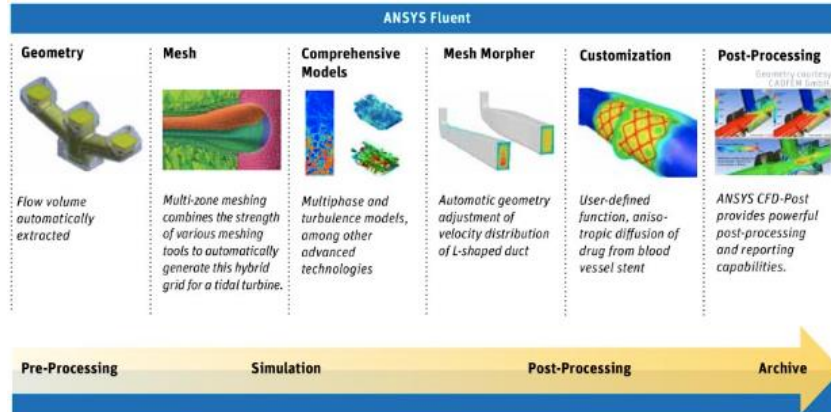 ANSYS Fluent
Geometry
Flow volume
automatically
extracted
Mesh
Multi-zone meshing
combines the strength
of various meshing
tools to automatically
generate this hybrid
grid for a tidal turbine.
Comprehensive
Models
Multiphase and
turbulence models,
among other
advanced
technologies
Mesh Morpher
Automatic geometry
adjustment of
velocity distribution
of L-shaped duct
Customization
User-defined
function, aniso-
tropic diffusion of
drug from blood
vessel stent
Post-Processing
Geometry courtesy
CADFEM GmbH.
ANSYS CFD-Post
provides powerful
post-processing
and reporting
capabilities.
Pre-Processing
Simulation
Post-Processing
Archive